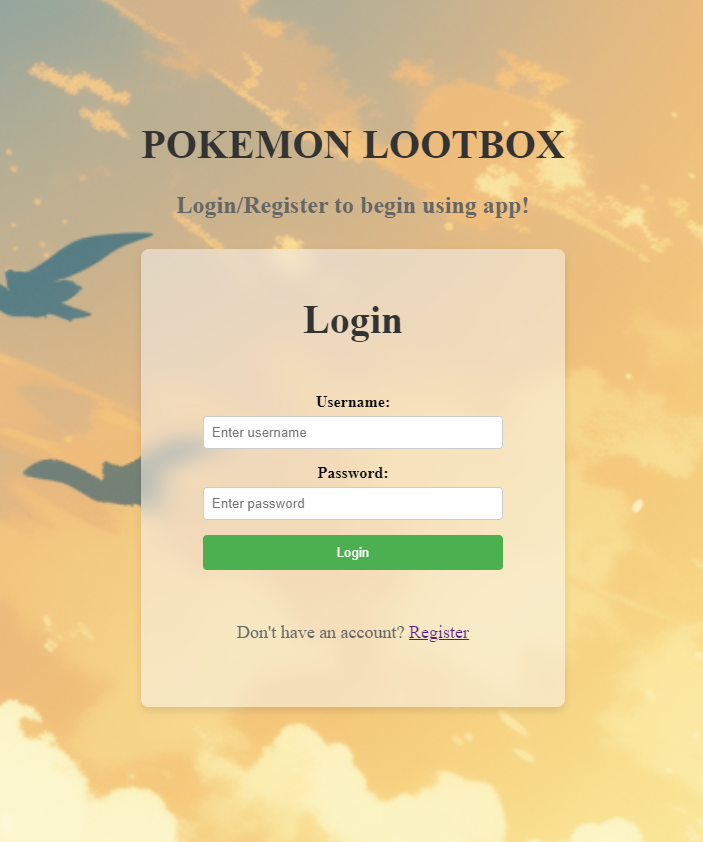 POKEMON LOOTBOX
Login/Register to begin using app!
Login
Username:
Enter username
Password:
Enter password
Login
Don't have an account? Register